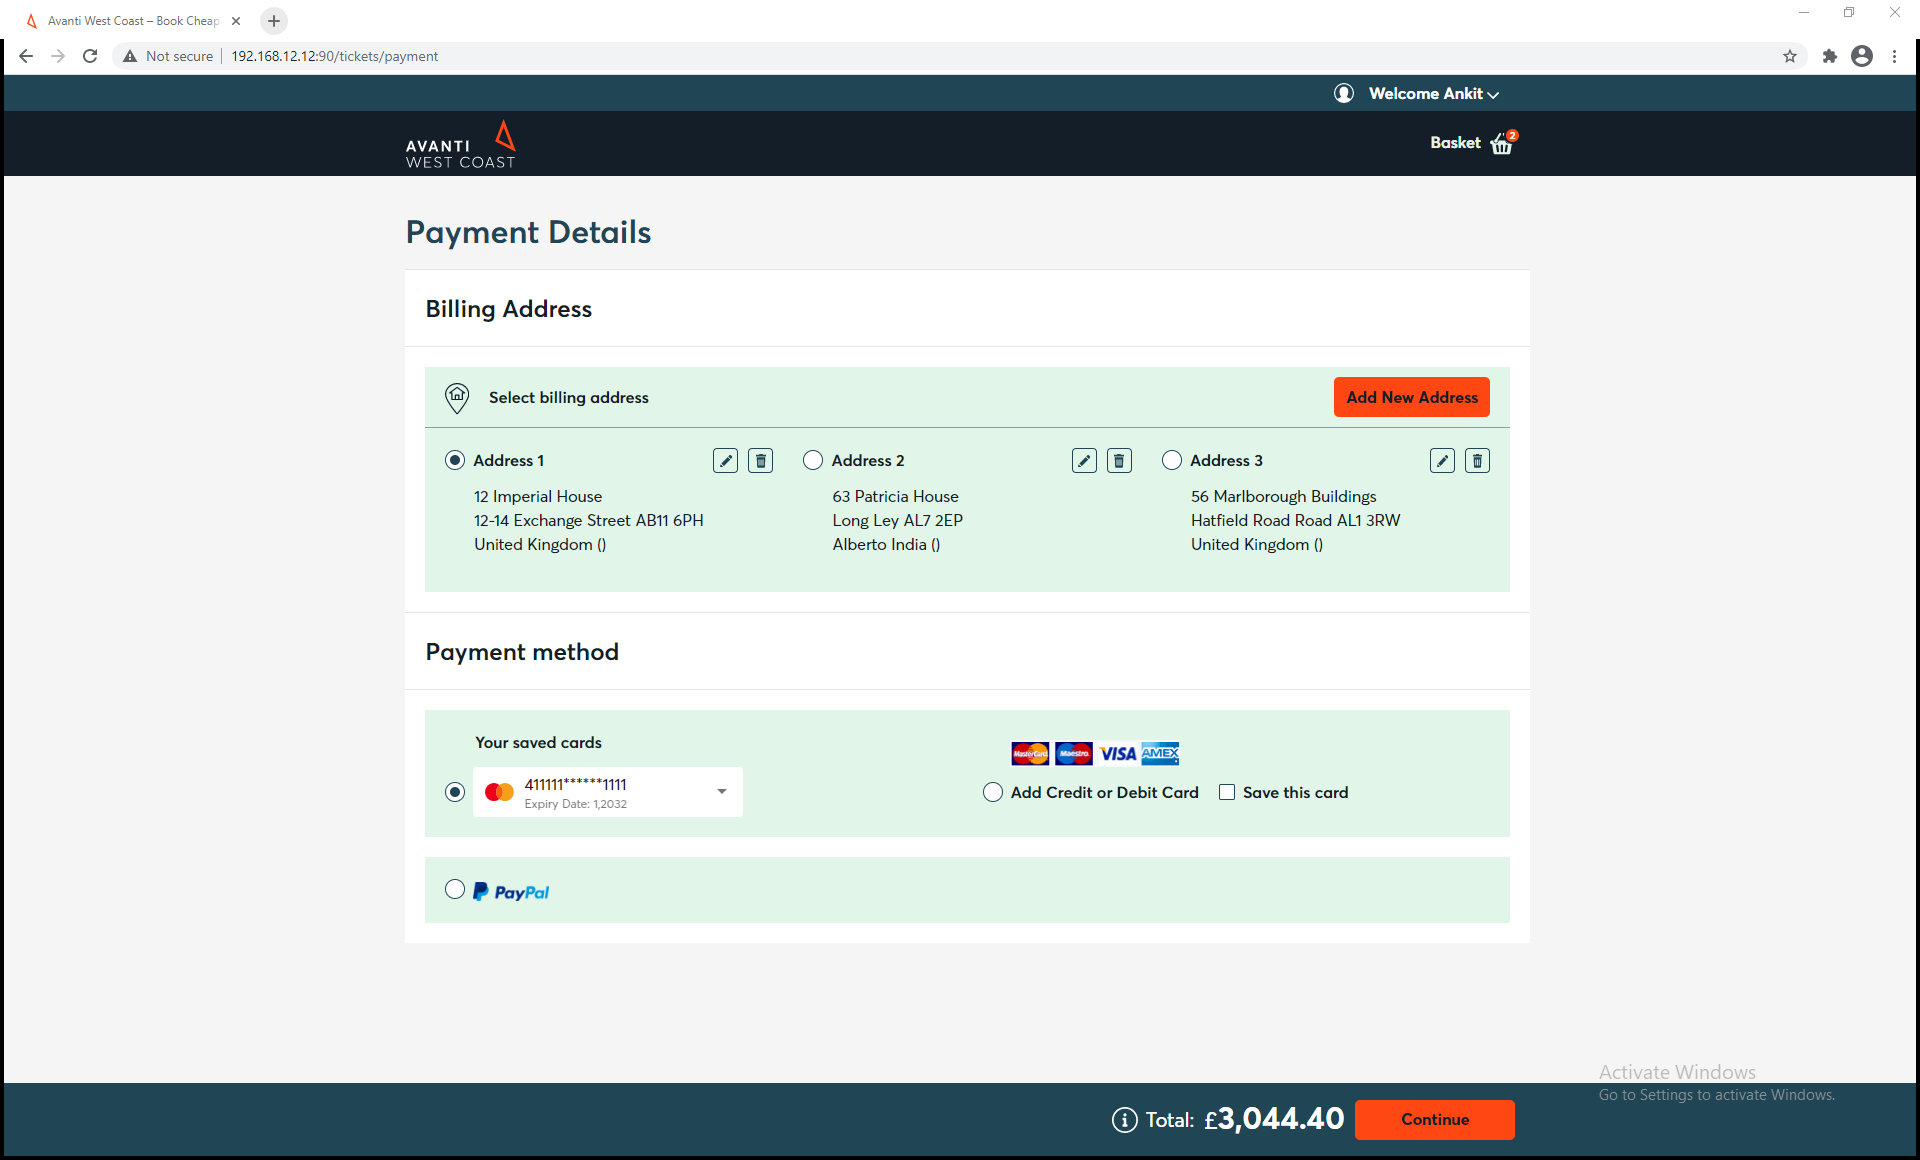 Avanti West Coast – Book Cheap
Not secure
192.168.12.12:90/tickets/payment
Welcome Ankit
AVANTI
WEST COAST
Basket 2
Payment Details
Billing Address
Select billing address
Add New Address
Address 1
12 Imperial House
12-14 Exchange Street AB11 6PH
United Kingdom ()
Address 2
63 Patricia House
Long Ley AL7 2EP
Alberto India ()
Address 3
56 Marlborough Buildings
Hatfield Road Road AL1 3RW
United Kingdom ()
Payment method
Your saved cards
411111******1111
Expiry Date: 1,2032
MasterCard Maestro VISA AMEX
Add Credit or Debit Card
Save this card
PayPal
Activate Windows
Go to Settings to activate Windows.
Total: £3,044.40
Continue